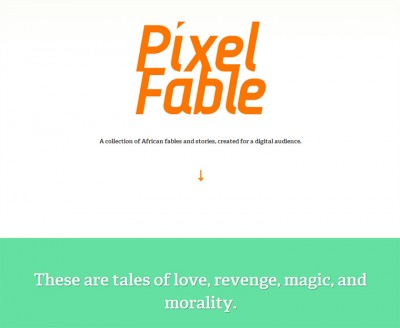 Pixel
Fable
A collection of African fables and stories, created for a digital audience.
↓
These are tales of love, revenge, magic, and
morality.